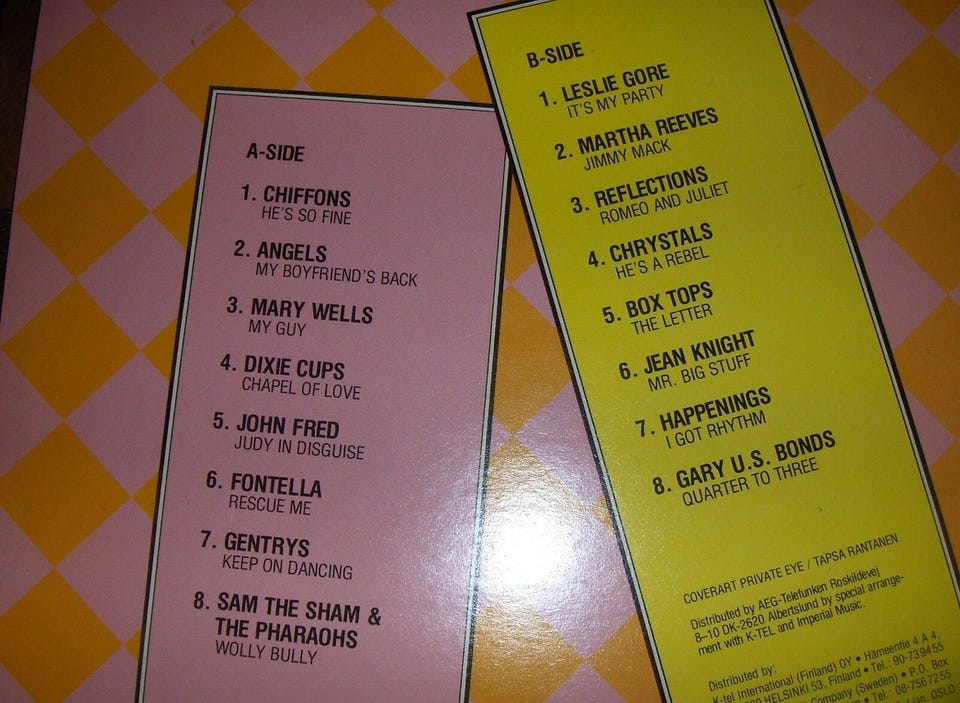 A-SIDE
1. CHIFFONS
HE'S SO FINE
2. ANGELS
MY BOYFRIEND'S BACK
3. MARY WELLS
MY GUY
4. DIXIE CUPS
CHAPEL OF LOVE
5. JOHN FRED
JUDY IN DISGUISE
6. FONTELLA
RESCUE ME
7. GENTRYS
KEEP ON DANCING
8. SAM THE SHAM &
THE PHARAOHS
WOLLY BULLY
B-SIDE
1. LESLIE GORE
IT'S MY PARTY
2. MARTHA REEVES
JIMMY MACK
3. REFLECTIONS
ROMEO AND JULIET
4. CHRYSTALS
HE'S A REBEL
5. BOX TOPS
THE LETTER
6. JEAN KNIGHT
MR. BIG STUFF
7. HAPPENINGS
I GOT RHYTHM
8. GARY U.S. BONDS
QUARTER TO THREE
COVERART PRIVATE EYE / TAPSA RANTANEN
Distributed by AEG-Telefunken Roskildevej
8–10 DK-2620 Albertslund by special arrange-
ment with K-TEL and Imperial Music.
Distributed by:
K-tel International (Finland) OY • Hämeentie 4 A 4,
HELSINKI 53, Finland • Tel.: 90-73 94 55
Company (Sweden) • P.O. Box
Tel.: 08-756 72 55
OSLO